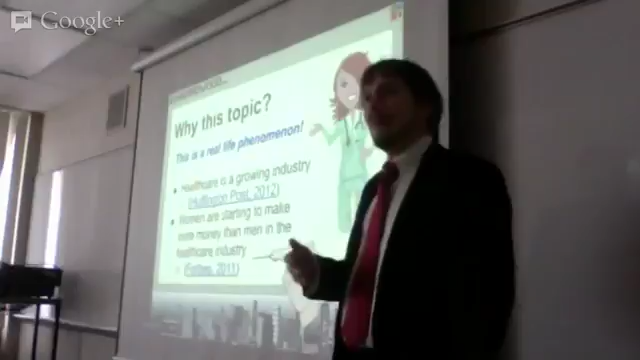 Google+
Why this topic?
This is a real life phenomenon!
Healthcare is a growing industry
(Huffington Post, 2012)
Women are starting to make
more money than men in the
healthcare industry
(Forbes, 2011)